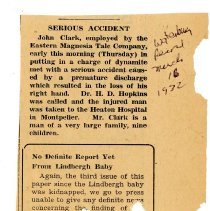 SERIOUS ACCIDENT
John Clark, employed by the
Eastern Magnesia Tale Company,
early this morning (Thursday) in
putting in a charge of dynamite
met with a serious accident caus-
ed by a premature discharge
which resulted in the loss of his
right hand. Dr. H. D. Hopkins
was called and the injured man
was taken to the Heaton Hospital
in Montpelier. Mr. Clark is a
man of a very large family, nine
children.
March
16
1932
No Definite Report Yet
From Lindbergh Baby
Again, the third issue of this
paper since the Lindbergh baby
was kidnapped, we go to press
unable to give any definite news
concerning the finding of